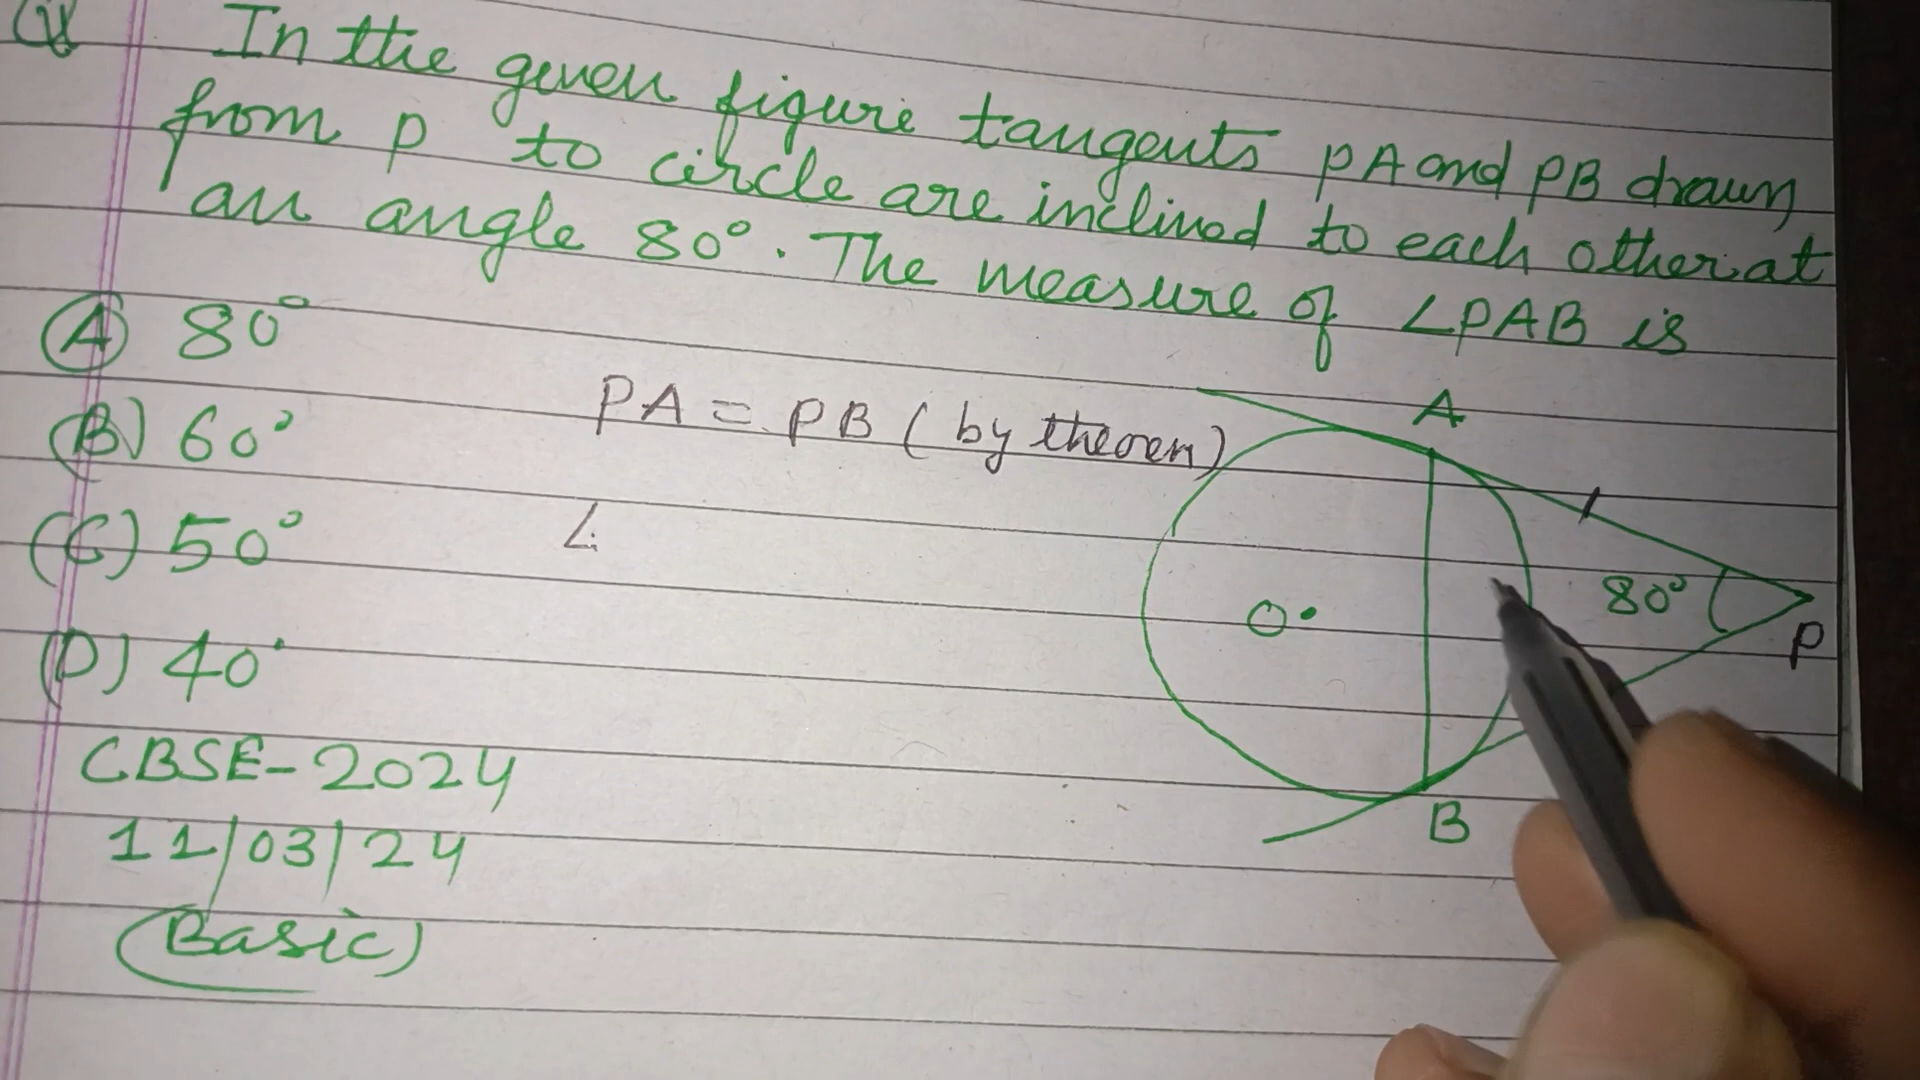 Q In the given figure tangents PA and PB drawn
from P to circle are inclined to each other at
an angle 80°. The measure of ∠PAB is
(A) 80°
(B) 60°
(C) 50°
(D) 40°
PA = PB (by theorem)
∠
A
O
80°
P
B
CBSE-2024
11/03/24
(Basic)